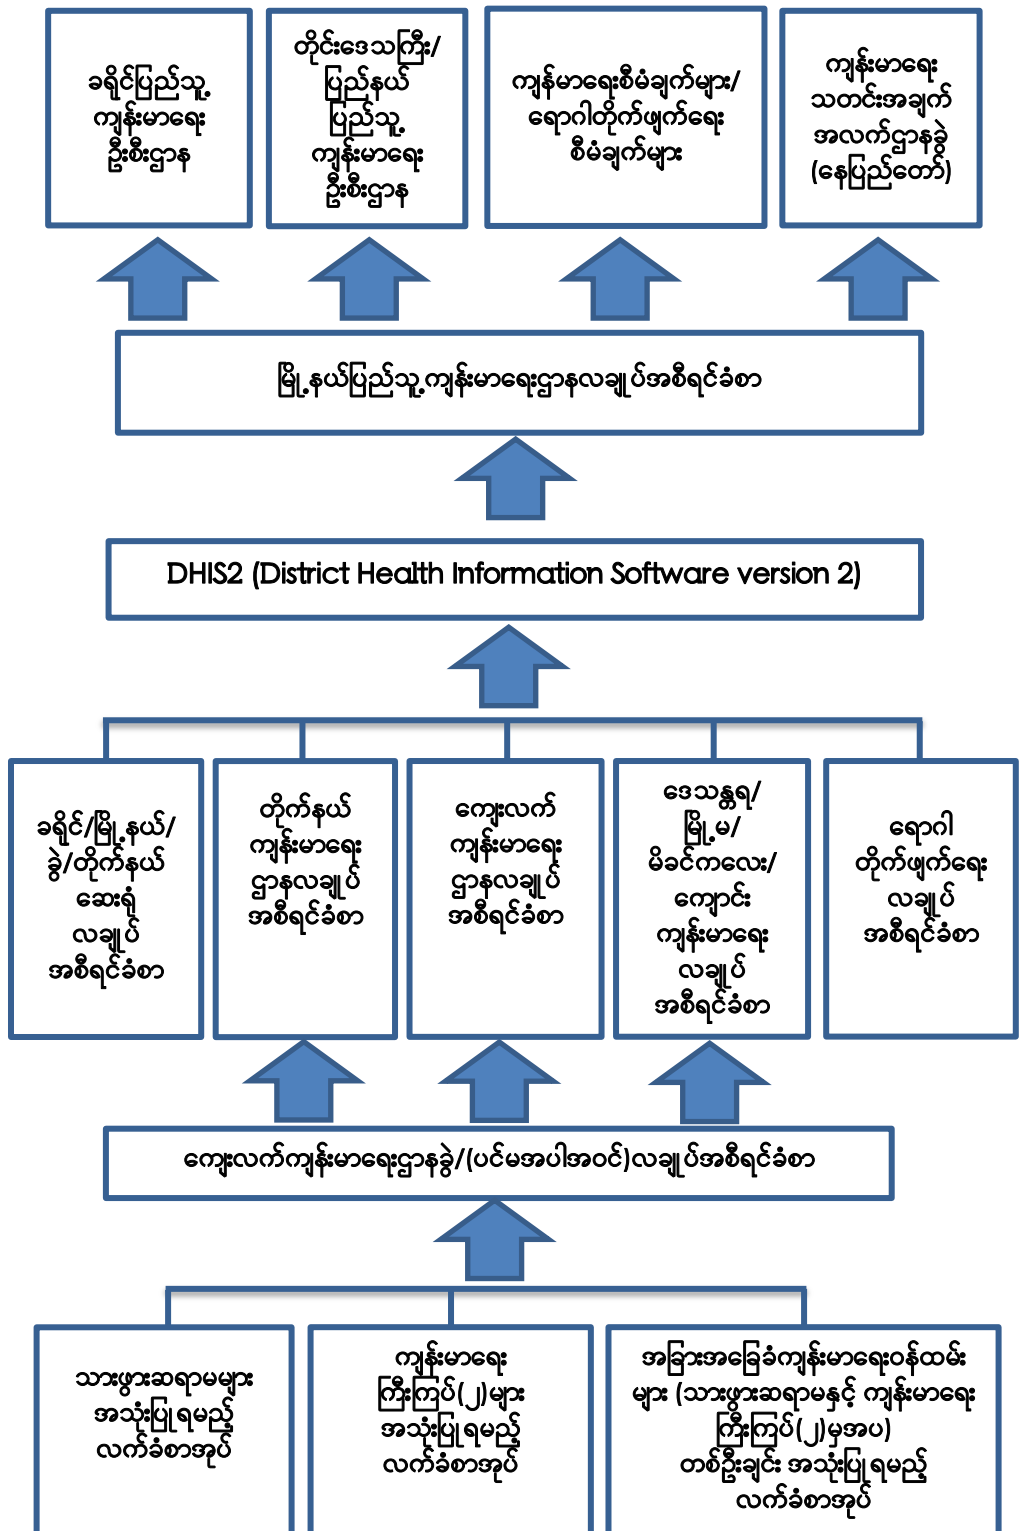 ခရိုင်ပြည်သူ့
ကျန်းမာရေး
ဦးစီးဌာန
တိုင်းဒေသကြီး/
ပြည်နယ်
ပြည်သူ့
ကျန်းမာရေး
ဦးစီးဌာန
ကျန်မာရေးစီမံချက်များ/
ရောဂါတိုက်ဖျက်ရေး
စီမံချက်များ
ကျန်းမာရေး
သတင်းအချက်
အလက်ဌာနခွဲ
(နေပြည်တော်)
မြို့နယ်ပြည်သူ့ကျန်းမာရေးဌာနလချုပ်အစီရင်ခံစာ
DHIS2 (District Health Information Software version 2)
ခရိုင်/မြို့နယ်/
ခွဲ/တိုက်နယ်
ဆေးရုံ
လချုပ်
အစီရင်ခံစာ
တိုက်နယ်
ကျန်းမာရေး
ဌာနလချုပ်
အစီရင်ခံစာ
ကျေးလက်
ကျန်းမာရေး
ဌာနလချုပ်
အစီရင်ခံစာ
ဒေသန္တရ/
မြို့မ/
မိခင်ကလေး/
ကျောင်း
ကျန်းမာရေး
လချုပ်
အစီရင်ခံစာ
ရောဂါ
တိုက်ဖျက်ရေး
လချုပ်
အစီရင်ခံစာ
ကျေးလက်ကျန်းမာရေးဌာနခွဲ/(ပင်မအပါအဝင်)လချုပ်အစီရင်ခံစာ
သားဖွားဆရာမများ
အသုံးပြုရမည့်
လက်ခံစာအုပ်
ကျန်းမာရေး
ကြီးကြပ်(၂)များ
အသုံးပြုရမည့်
လက်ခံစာအုပ်
အခြားအခြေခံကျန်းမာရေးဝန်ထမ်း
များ (သားဖွားဆရာမနှင့် ကျန်းမာရေး
ကြီးကြပ်(၂)မှအပ)
တစ်ဦးချင်း အသုံးပြုရမည့်
လက်ခံစာအုပ်